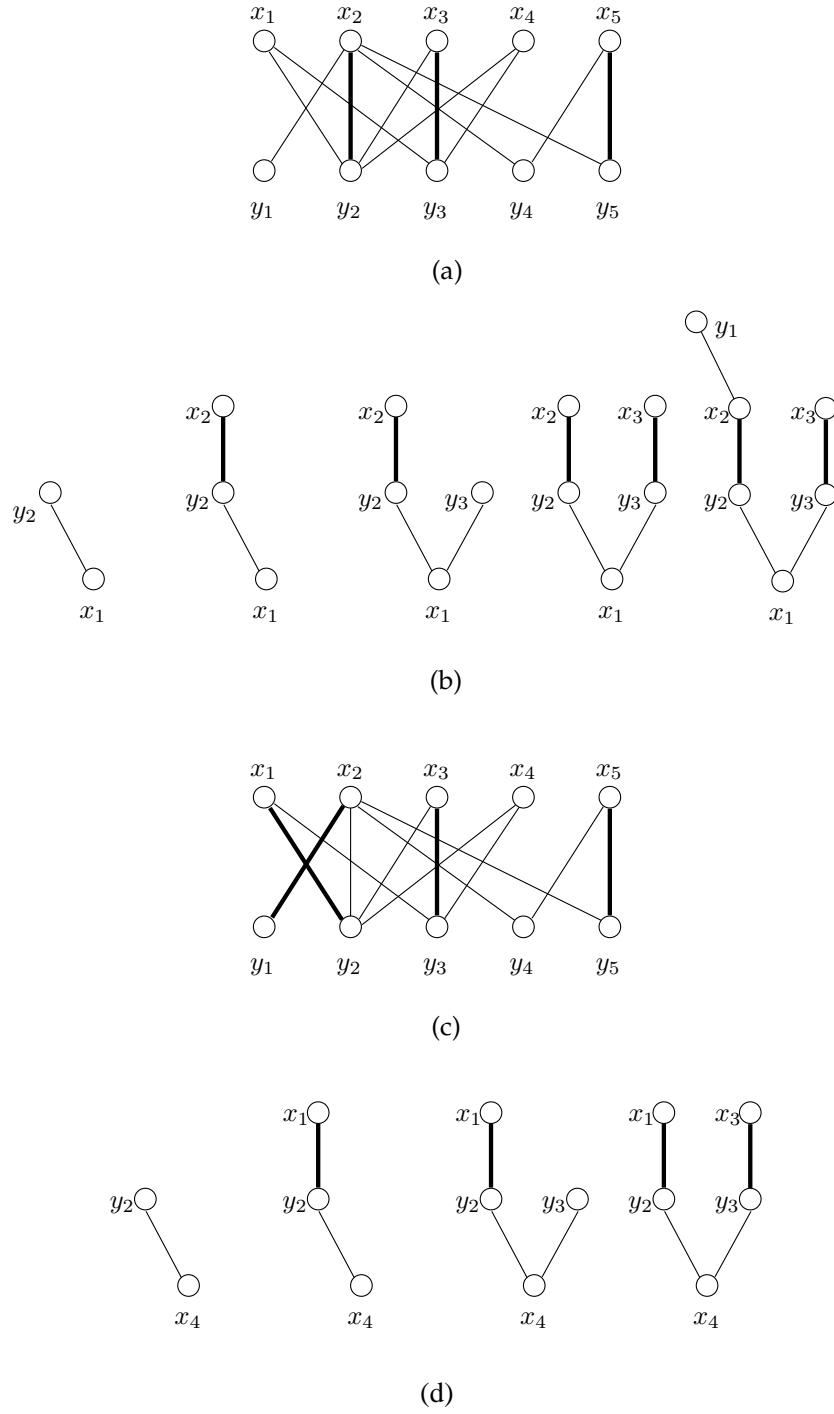 x₁ x₂ x₃ x₄ x₅
y₁ y₂ y₃ y₄ y₅
(a)
y₁
x₂ x₂ x₂ x₃ x₂ x₃
y₂ y₂ y₂ y₃ y₂ y₃ y₂ y₃
x₁ x₁ x₁ x₁ x₁
(b)
x₁ x₂ x₃ x₄ x₅
y₁ y₂ y₃ y₄ y₅
(c)
x₁ x₁ x₁ x₃
y₂ y₂ y₂ y₃ y₂ y₃
x₄ x₄ x₄ x₄
(d)